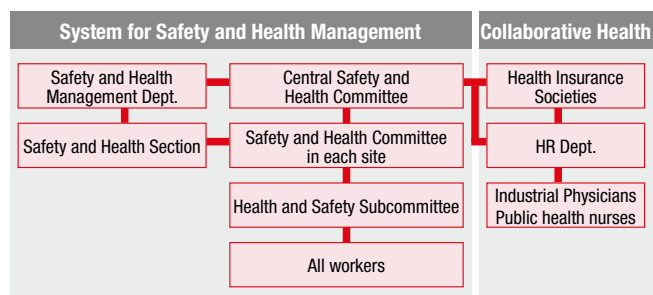 System for Safety and Health Management
Collaborative Health
Safety and Health
Management Dept.
Central Safety and
Health Committee
Health Insurance
Societies
Safety and Health Section
Safety and Health Committee
in each site
HR Dept.
Health and Safety Subcommittee
Industrial Physicians
Public health nurses
All workers